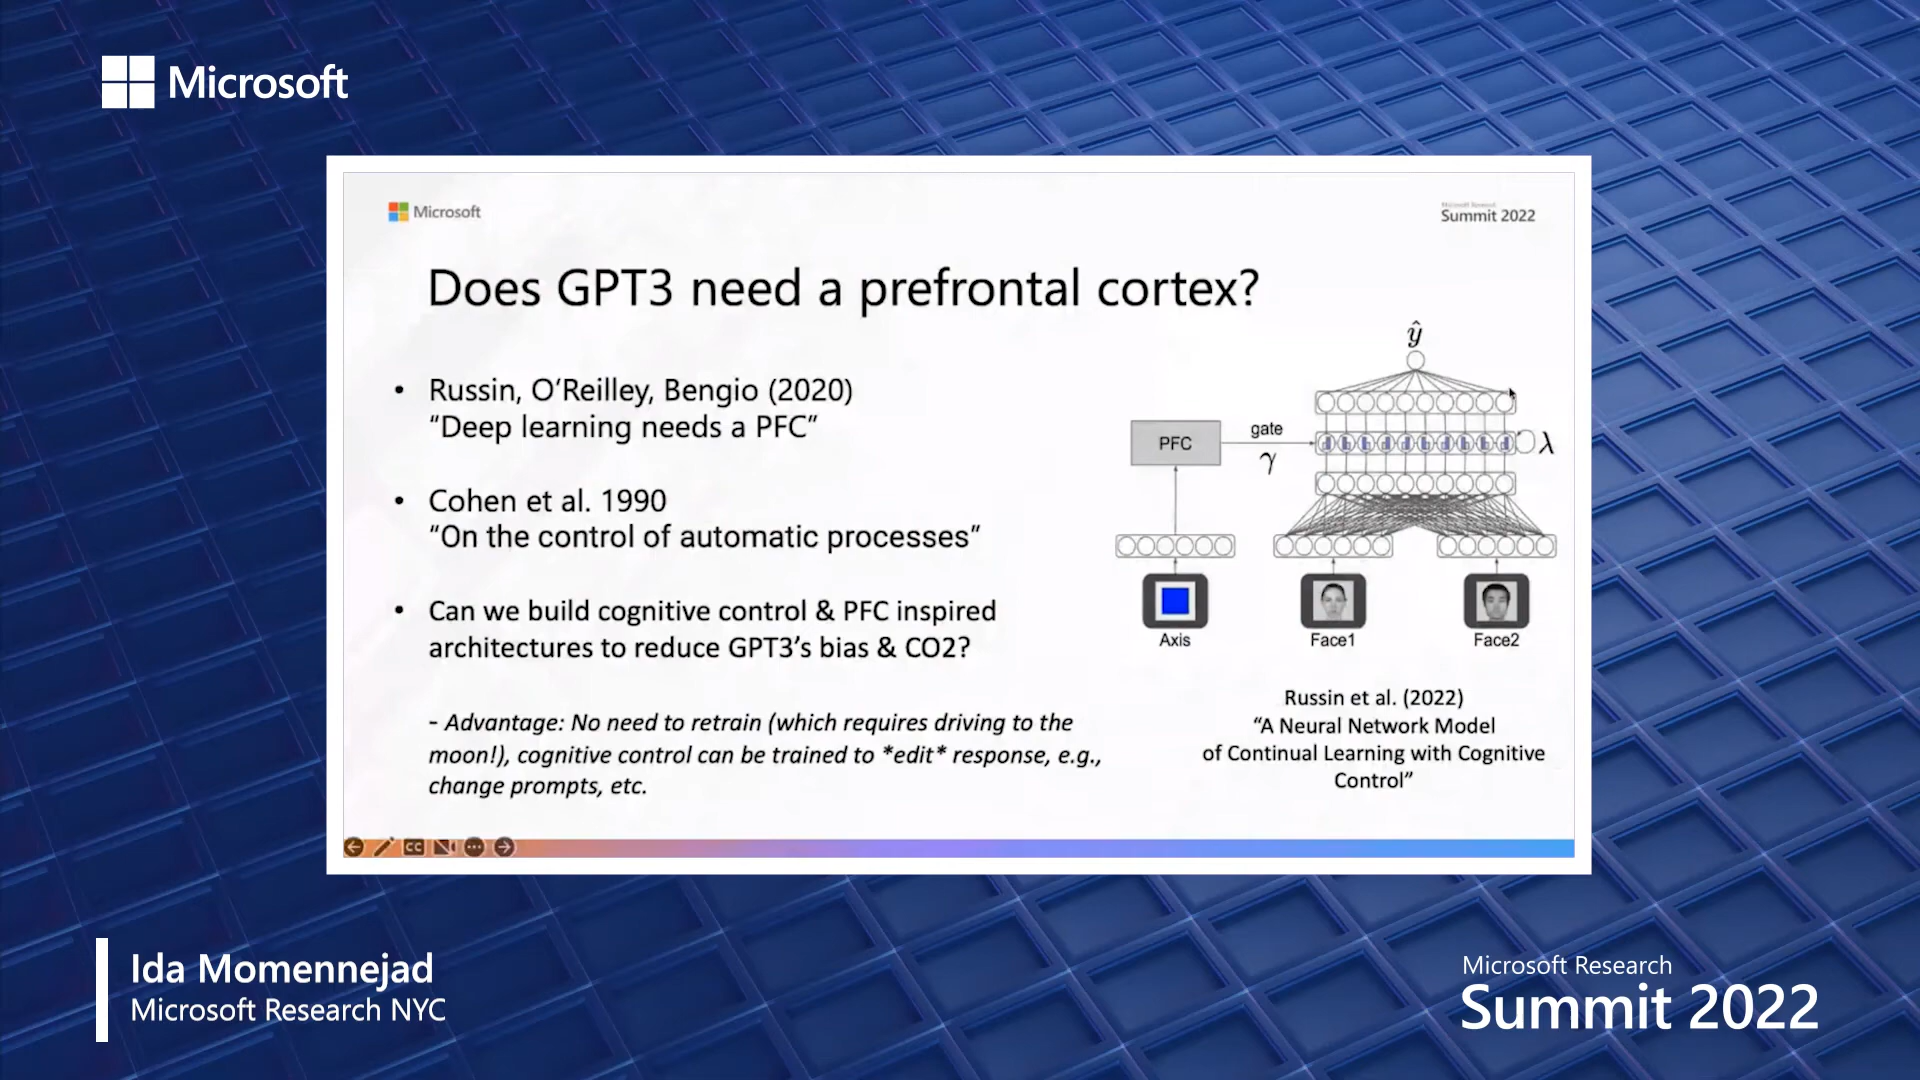 Microsoft
Microsoft
Microsoft Research
Summit 2022
Does GPT3 need a prefrontal cortex?
• Russin, O’Reilley, Bengio (2020)
“Deep learning needs a PFC”
• Cohen et al. 1990
“On the control of automatic processes”
• Can we build cognitive control & PFC inspired
architectures to reduce GPT3’s bias & CO2?
- Advantage: No need to retrain (which requires driving to the
moon!), cognitive control can be trained to *edit* response, e.g.,
change prompts, etc.
ŷ
PFC
gate
γ
λ
Axis
Face1
Face2
Russin et al. (2022)
“A Neural Network Model
of Continual Learning with Cognitive
Control”
CC
Ida Momennejad
Microsoft Research NYC
Microsoft Research
Summit 2022